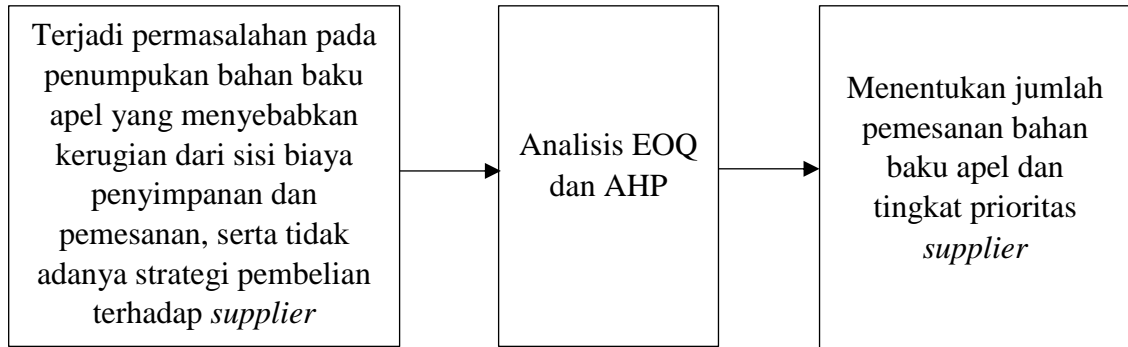 Terjadi permasalahan pada
penumpukan bahan baku
apel yang menyebabkan
kerugian dari sisi biaya
penyimpanan dan
pemesanan, serta tidak
adanya strategi pembelian
terhadap supplier
Analisis EOQ
dan AHP
Menentukan jumlah
pemesanan bahan
baku apel dan
tingkat prioritas
supplier